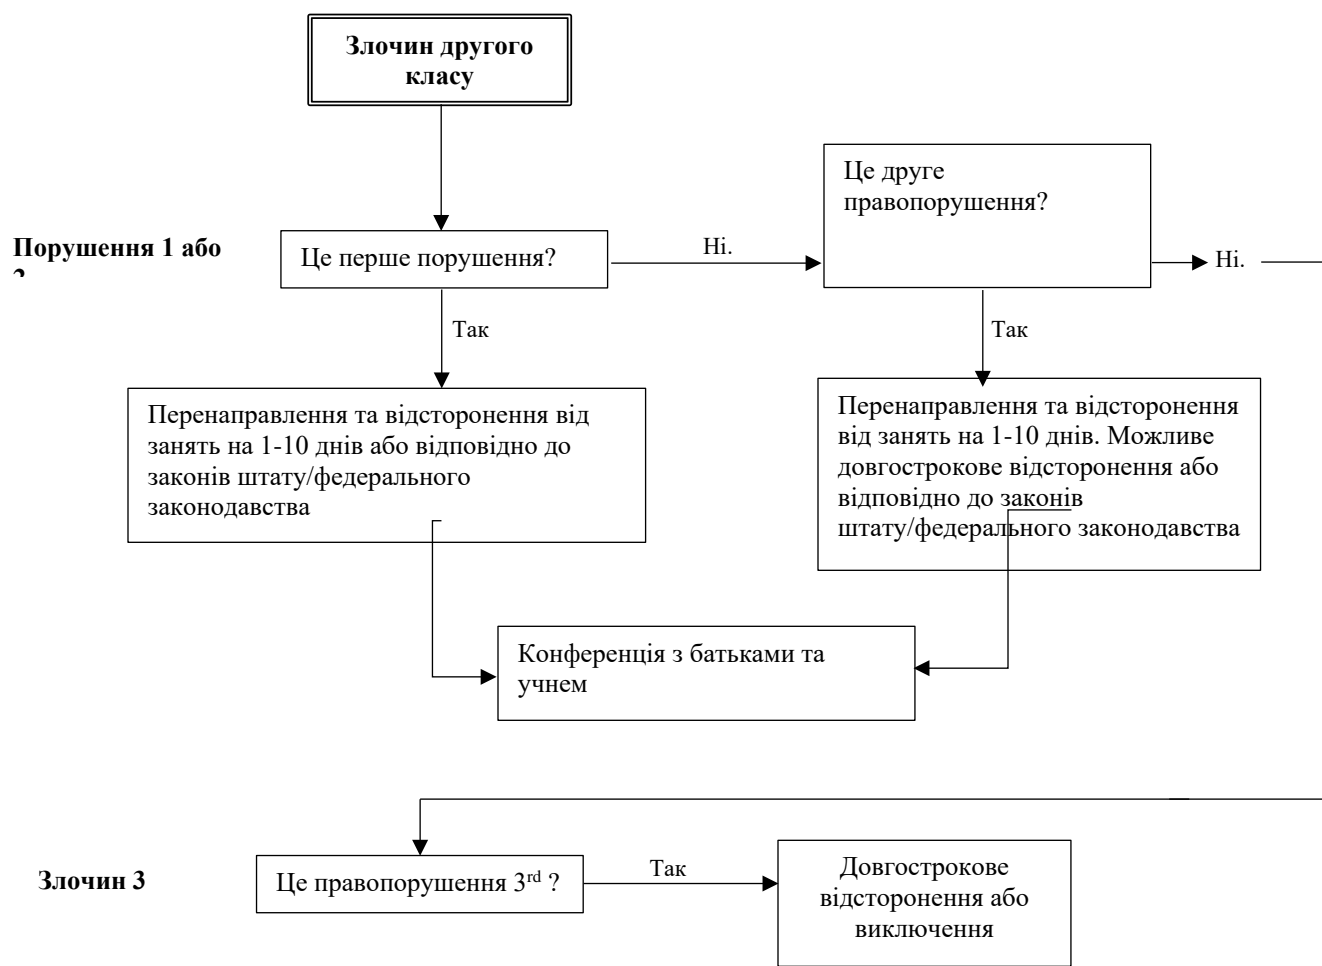 Злочин другого
класу
Це друге
правопорушення?
Порушення 1 або
Це перше порушення?
Ні.
Ні.
Так
Так
Перенаправлення та відсторонення від
занять на 1-10 днів або відповідно до
законів штату/федерального
законодавства
Перенаправлення та відсторонення
від занять на 1-10 днів. Можливе
довгострокове відсторонення або
відповідно до законів
штату/федерального законодавства
Конференція з батьками та
учнем
Злочин 3
Це правопорушення 3rd ?
Так
Довгострокове
відсторонення або
виключення